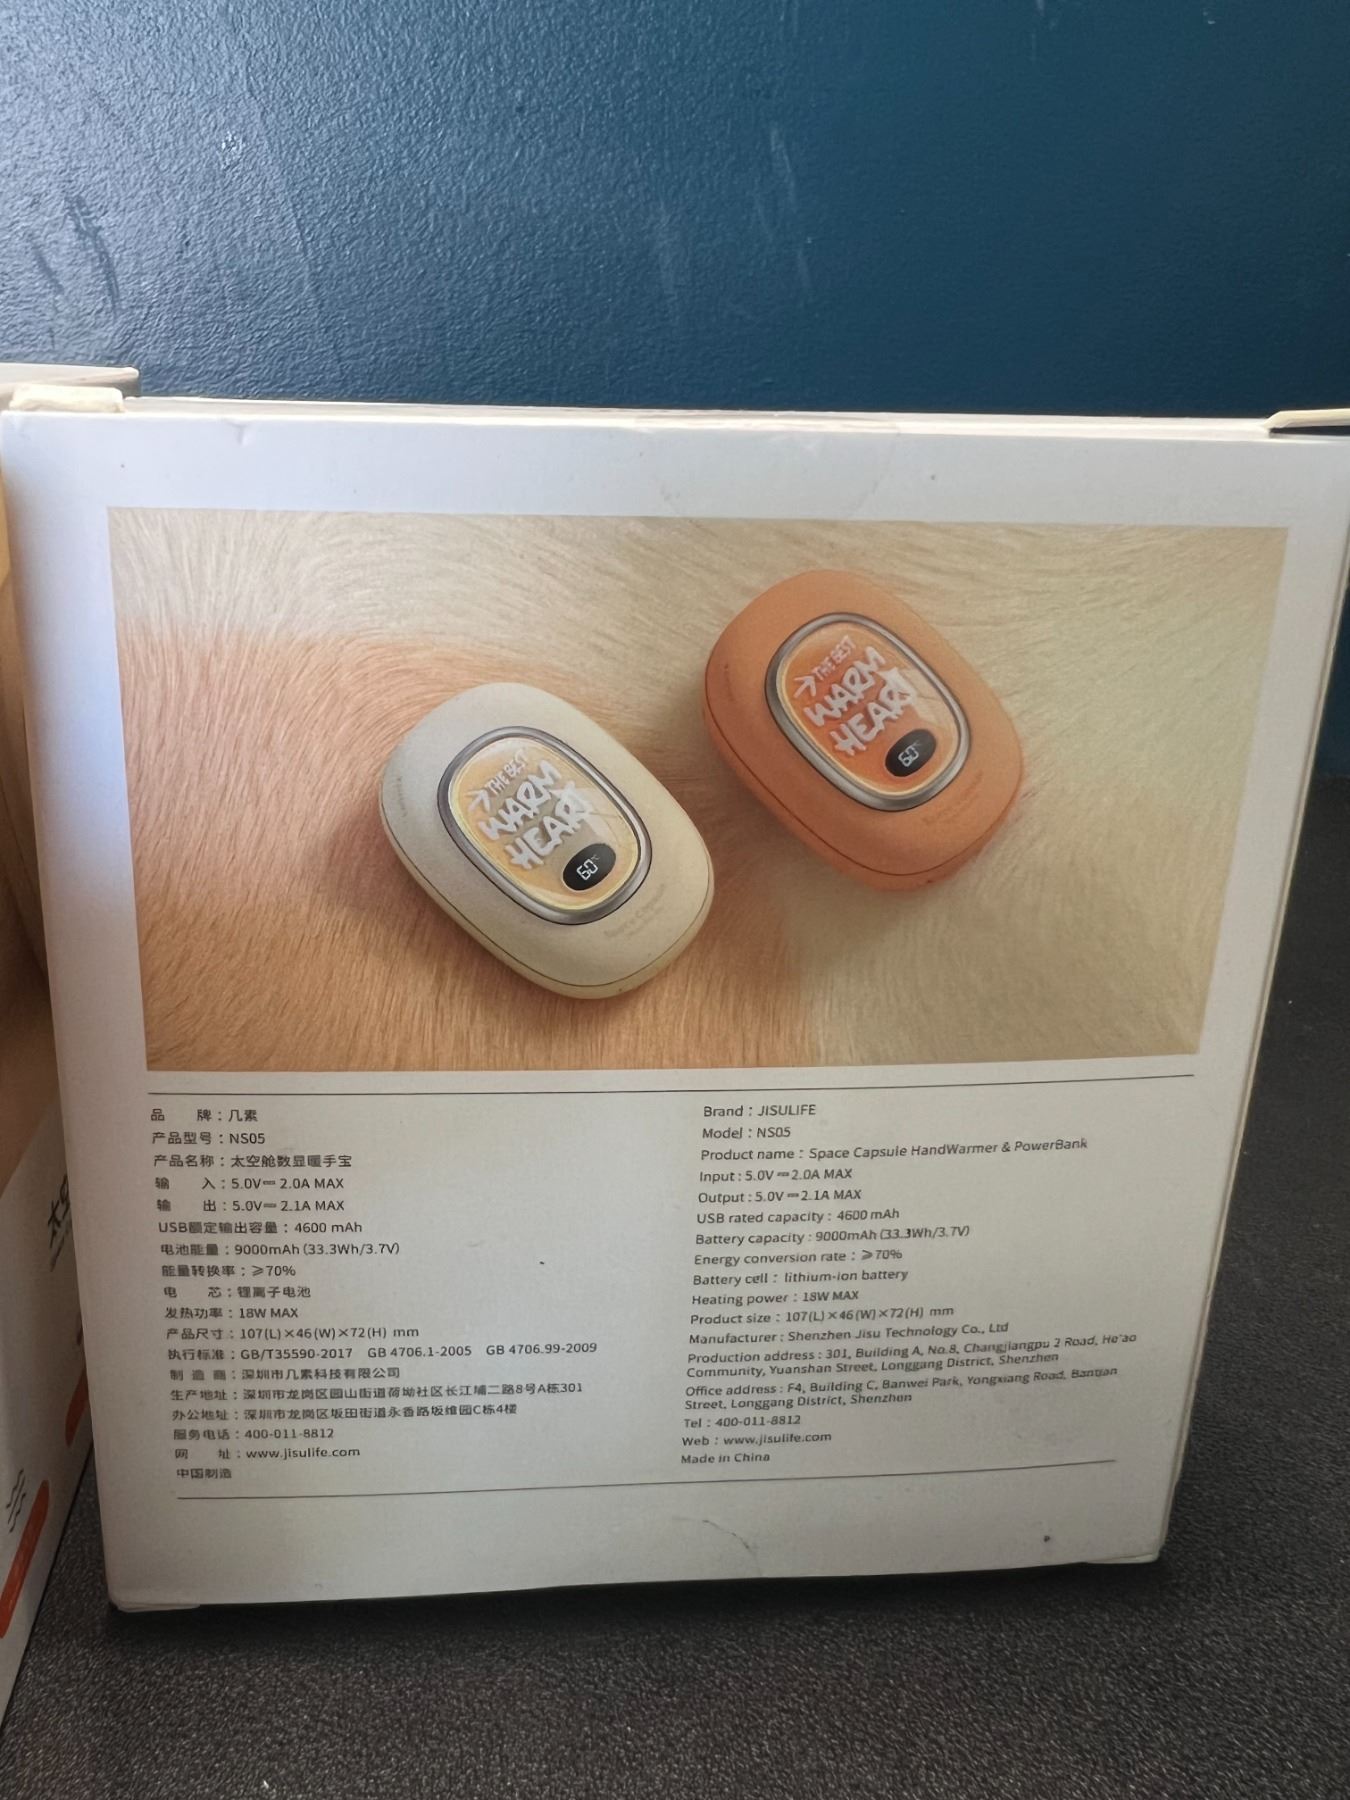 THE BEST
WARM
HEART
60℃
THE BEST
WARM
HEART
60℃
品 牌：几素
产品型号：NS05
产品名称：太空舱数显暖手宝
输 入：5.0V⎓2.0A MAX
输 出：5.0V⎓2.1A MAX
USB额定输出容量：4600 mAh
电池能量：9000mAh (33.3Wh/3.7V)
能量转换率：⩾70%
电 芯：锂离子电池
发热功率：18W MAX
产品尺寸：107(L)×46(W)×72(H) mm
执行标准：GB/T35590-2017 GB 4706.1-2005 GB 4706.99-2009
制 造 商：深圳市几素科技有限公司
生产地址：深圳市龙岗区园山街道荷坳社区长江埔二路8号A栋301
办公地址：深圳市龙岗区坂田街道永香路坂维园C栋4楼
服务电话：400-011-8812
网 址：www.jisulife.com
中国制造
Brand：JISULIFE
Model：NS05
Product name：Space Capsule HandWarmer & PowerBank
Input：5.0V⎓2.0A MAX
Output：5.0V⎓2.1A MAX
USB rated capacity：4600 mAh
Battery capacity：9000mAh (33.3Wh/3.7V)
Energy conversion rate：⩾70%
Battery cell：lithium-ion battery
Heating power：18W MAX
Product size：107(L)×46(W)×72(H) mm
Manufacturer：Shenzhen Jisu Technology Co., Ltd
Production address：301, Building A, No.8, Changjiangpu 2 Road, He'ao
Community, Yuanshan Street, Longgang District, Shenzhen
Office address：F4, Building C, Banwei Park, Yongxiang Road, Bantian
Street, Longgang District, Shenzhen
Tel：400-011-8812
Web：www.jisulife.com
Made in China